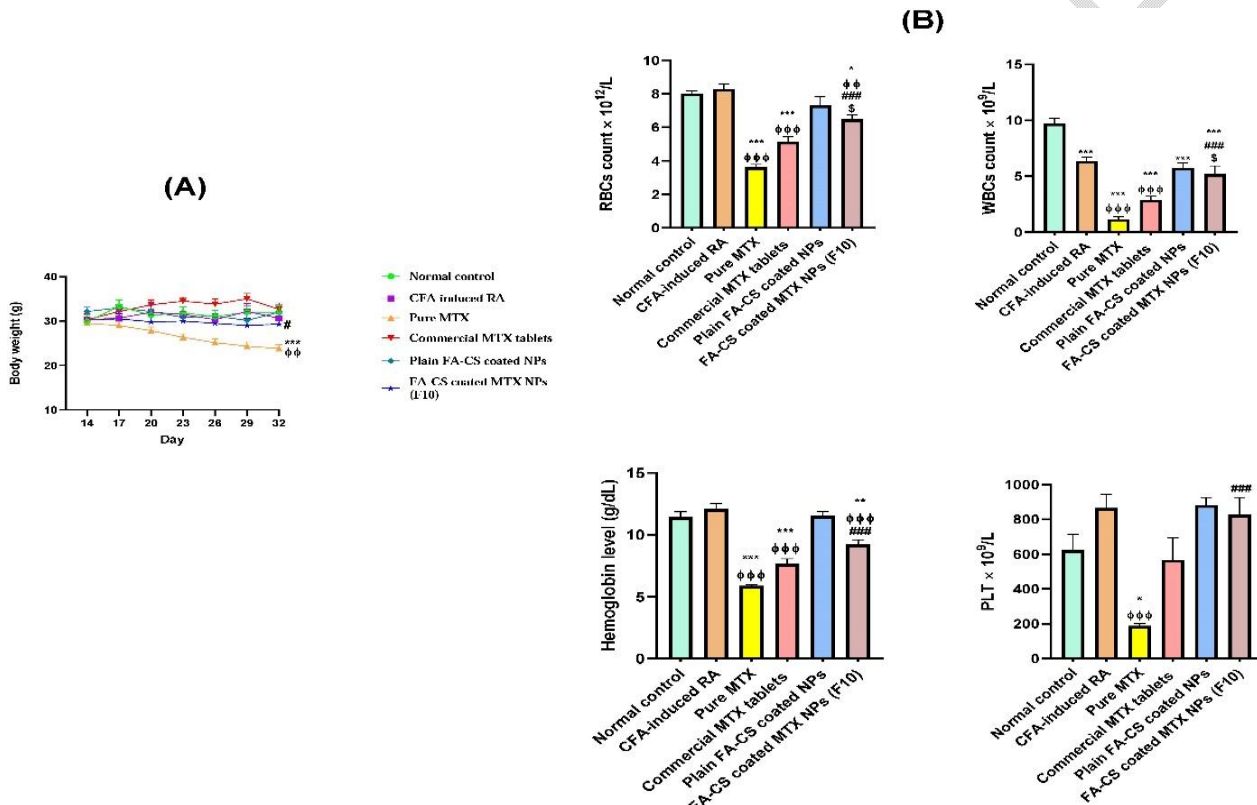 (A)
Body weight (g)
40
30
20
10
14 17 20 23 26 29 32
Day
#
***
ϕϕ
Normal control
CFA induced RA
Pure MTX
Commercial MTX tablets
Plain FA-CS coated NPs
FA-CS coated MTX NPs
(F10)
(B)
RBCs count × 10¹²/L
10
8
6
4
2
0
***
ϕϕϕ
***
ϕϕϕ
*
ϕϕ
###
$
Normal control
CFA-induced RA
Pure MTX
Commercial MTX tablets
Plain FA-CS coated NPs
FA-CS coated MTX NPs (F10)
WBCs count × 10⁹/L
15
10
5
0
***
***
ϕϕϕ
***
ϕϕϕ
***
***
###
$
Normal control
CFA-induced RA
Pure MTX
Commercial MTX tablets
Plain FA-CS coated NPs
FA-CS coated MTX NPs (F10)
Hemoglobin level (g/dL)
15
10
5
0
***
ϕϕϕ
***
ϕϕϕ
**
ϕϕϕ
###
Normal control
CFA-induced RA
Pure MTX
Commercial MTX tablets
Plain FA-CS coated NPs
FA-CS coated MTX NPs (F10)
PLT × 10⁹/L
1000
800
600
400
200
0
*
ϕϕϕ
###
Normal control
CFA-induced RA
Pure MTX
Commercial MTX tablets
Plain FA-CS coated NPs
FA-CS coated MTX NPs (F10)